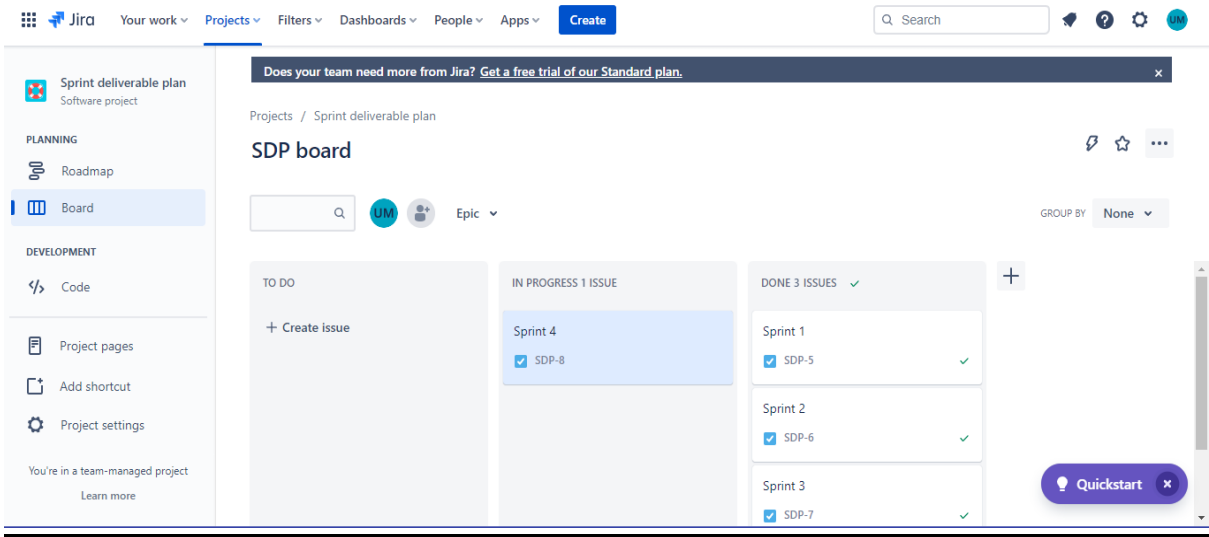 Jira Your work Projects Filters Dashboards People Apps Create Search UM
Does your team need more from Jira? Get a free trial of our Standard plan.
Sprint deliverable plan
Software project
PLANNING
Roadmap
Board
DEVELOPMENT
Code
Project pages
Add shortcut
Project settings
You're in a team-managed project
Learn more
Projects / Sprint deliverable plan
SDP board
UM Epic GROUP BY None
TO DO
+ Create issue
IN PROGRESS 1 ISSUE
Sprint 4
SDP-8
DONE 3 ISSUES
Sprint 1
SDP-5
Sprint 2
SDP-6
Sprint 3
SDP-7
Quickstart